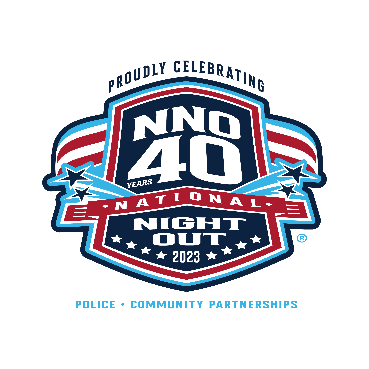 PROUDLY CELEBRATING
NNO
40
YEARS
• NATIONAL •
NIGHT
OUT
2023
®
POLICE • COMMUNITY PARTNERSHIPS